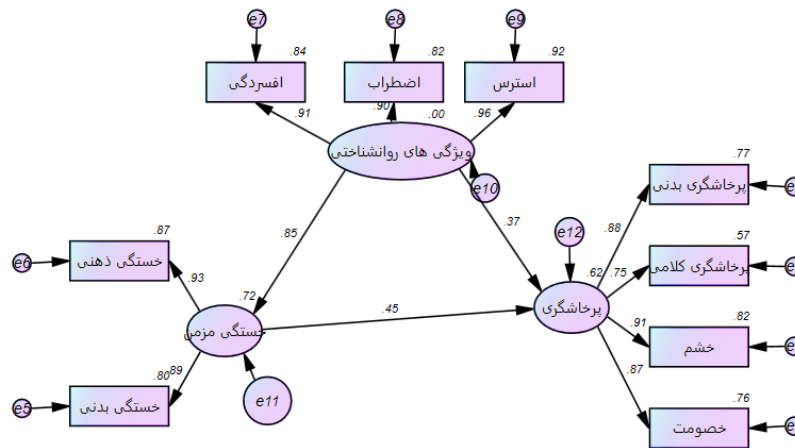 e7
e8
e9
.84
.82
.92
افسردگی
اضطراب
استرس
.91
.90
.00
.96
ویژگی های روانشناختی
e10
.77
پرخاشگری بدنی
e
.87
خستگی ذهنی
e6
.85
.37
.88
e12
.57
پرخاشگری کلامی
e
.93
.72
.62
.75
خستگی مزمن
.45
پرخاشگری
.82
.91
خشم
e
.80
.89
.87
e11
.76
خستگی بدنی
e5
خصومت
e